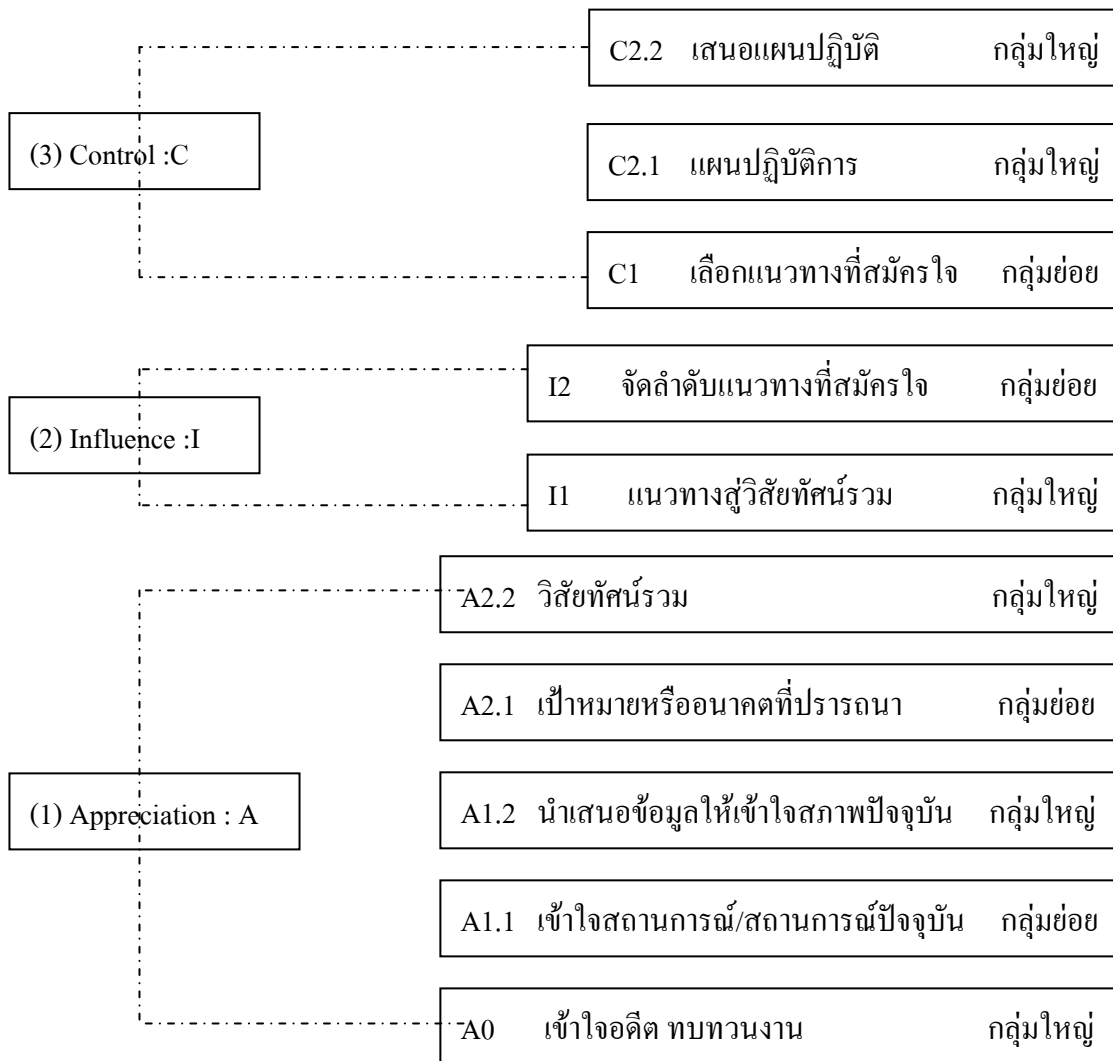 C2.2 เสนอแผนปฏิบัติ กลุ่มใหญ่
(3) Control :C
C2.1 แผนปฏิบัติการ กลุ่มใหญ่
C1 เลือกแนวทางที่สมัครใจ กลุ่มย่อย
I2 จัดลำดับแนวทางที่สมัครใจ กลุ่มย่อย
(2) Influence :I
I1 แนวทางสู่วิสัยทัศน์รวม กลุ่มใหญ่
A2.2 วิสัยทัศน์รวม กลุ่มใหญ่
A2.1 เป้าหมายหรืออนาคตที่ปรารถนา กลุ่มย่อย
(1) Appreciation : A
A1.2 นำเสนอข้อมูลให้เข้าใจสภาพปัจจุบัน กลุ่มใหญ่
A1.1 เข้าใจสถานการณ์/สถานการณ์ปัจจุบัน กลุ่มย่อย
A0 เข้าใจอดีต ทบทวนงาน กลุ่มใหญ่